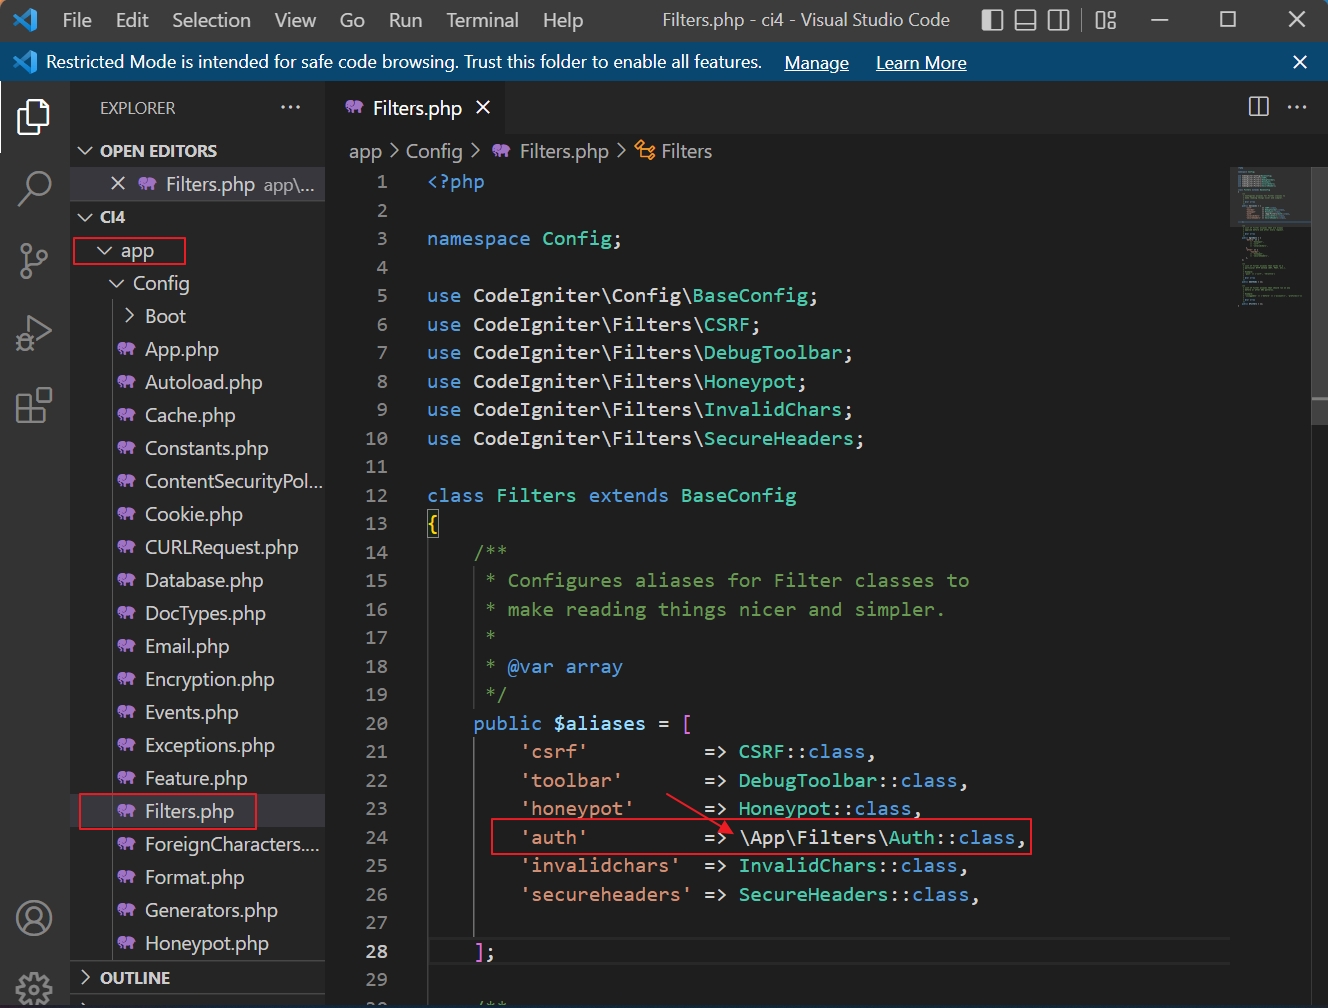 File Edit Selection View Go Run Terminal Help Filters.php - ci4 - Visual Studio Code
Restricted Mode is intended for safe code browsing. Trust this folder to enable all features. Manage Learn More
EXPLORER
OPEN EDITORS
Filters.php app\...
CI4
app
Config
Boot
App.php
Autoload.php
Cache.php
Constants.php
ContentSecurityPol...
Cookie.php
CURLRequest.php
Database.php
DocTypes.php
Email.php
Encryption.php
Events.php
Exceptions.php
Feature.php
Filters.php
ForeignCharacters....
Format.php
Generators.php
Honeypot.php
OUTLINE
Filters.php
app > Config > Filters.php > Filters
1 <?php
2
3 namespace Config;
4
5 use CodeIgniter\Config\BaseConfig;
6 use CodeIgniter\Filters\CSRF;
7 use CodeIgniter\Filters\DebugToolbar;
8 use CodeIgniter\Filters\Honeypot;
9 use CodeIgniter\Filters\InvalidChars;
10 use CodeIgniter\Filters\SecureHeaders;
11
12 class Filters extends BaseConfig
13 {
14 /**
15 * Configures aliases for Filter classes to
16 * make reading things nicer and simpler.
17 *
18 * @var array
19 */
20 public $aliases = [
21 'csrf' => CSRF::class,
22 'toolbar' => DebugToolbar::class,
23 'honeypot' => Honeypot::class,
24 'auth' => \App\Filters\Auth::class,
25 'invalidchars' => InvalidChars::class,
26 'secureheaders' => SecureHeaders::class,
27
28 ];
29